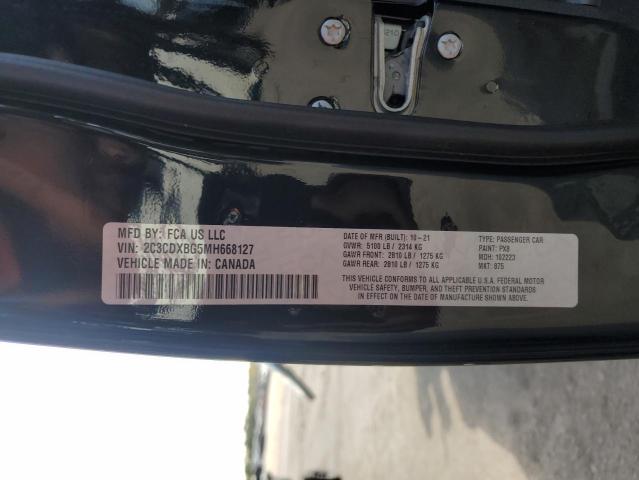 MFD BY: FCA US LLC
VIN: 2C3CDXBG5MH668127
VEHICLE MADE IN: CANADA
DATE OF MFR (BUILT): 10-21
GVWR: 5100 LB / 2314 KG
GAWR FRONT: 2810 LB / 1275 KG
GAWR REAR: 2810 LB / 1275 KG
TYPE: PASSENGER CAR
PAINT: PX8
MDH: 102223
MKT: 875
THIS VEHICLE CONFORMS TO ALL APPLICABLE U.S.A. FEDERAL MOTOR
VEHICLE SAFETY, BUMPER, AND THEFT PREVENTION STANDARDS
IN EFFECT ON THE DATE OF MANUFACTURE SHOWN ABOVE.